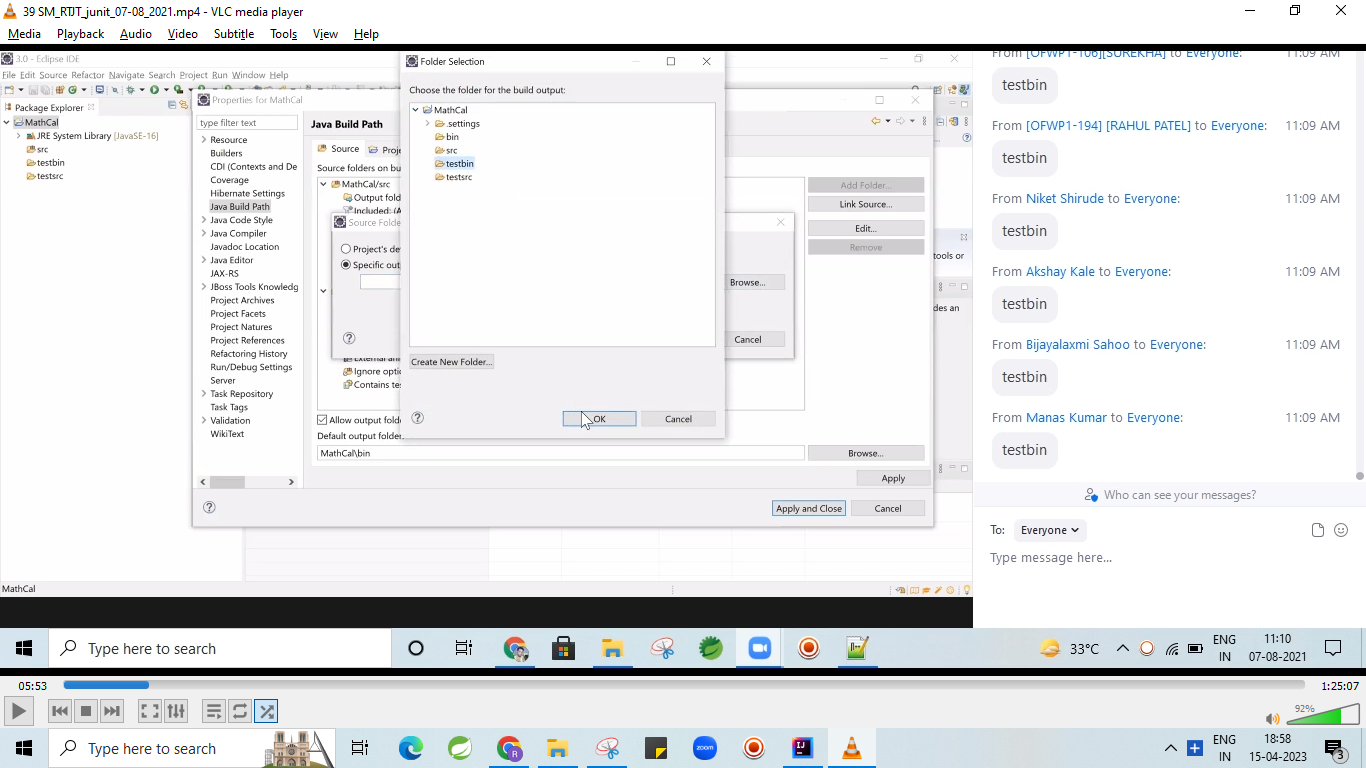 39 SM_RTJT_junit_07-08_2021.mp4 - VLC media player
Media Playback Audio Video Subtitle Tools View Help
3.0 - Eclipse IDE
File Edit Source Refactor Navigate Search Project Run Window Help
Package Explorer
MathCal
JRE System Library [JavaSE-16]
src
testbin
testsrc
Properties for MathCal
type filter text
Resource
Builders
CDI (Contexts and De
Coverage
Hibernate Settings
Java Build Path
Java Code Style
Java Compiler
Javadoc Location
Java Editor
JAX-RS
JBoss Tools Knowledg
Project Archives
Project Facets
Project Natures
Project References
Refactoring History
Run/Debug Settings
Server
Task Repository
Task Tags
Validation
WikiText
Java Build Path
Source Proje
Source folders on bu
MathCal/src
Output fold
Included: (A
Source Folde
Project's de
Specific out
Browse...
Cancel
Ignore optio
Contains tes
Allow output folde
Default output folder:
MathCal\bin
Browse...
Add Folder...
Link Source...
Edit...
Remove
Apply
Apply and Close
Cancel
Folder Selection
Choose the folder for the build output:
MathCal
.settings
bin
src
testbin
testsrc
Create New Folder...
OK
Cancel
tools or
des an
MathCal
From [OFWP1-106][SUREKHA] to Everyone: 11:09 AM
testbin
From [OFWP1-194] [RAHUL PATEL] to Everyone: 11:09 AM
testbin
From Niket Shirude to Everyone: 11:09 AM
testbin
From Akshay Kale to Everyone: 11:09 AM
testbin
From Bijayalaxmi Sahoo to Everyone: 11:09 AM
testbin
From Manas Kumar to Everyone: 11:09 AM
testbin
Who can see your messages?
To: Everyone
Type message here...
Type here to search
33°C
ENG
IN
11:10
07-08-2021
05:53
1:25:07
92%
Type here to search
zoom
ENG
IN
18:58
15-04-2023
3